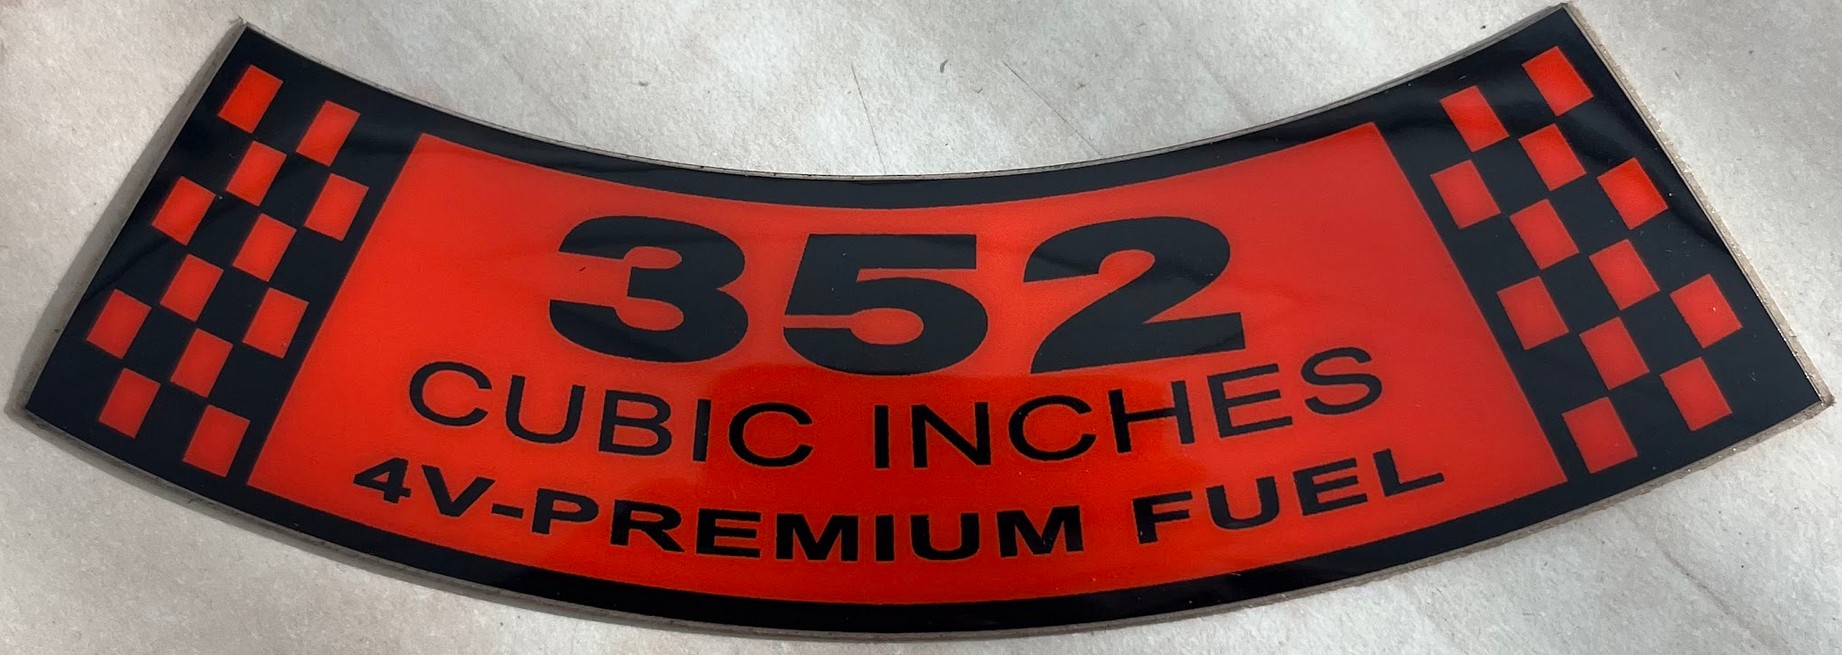 352
CUBIC INCHES
4V-PREMIUM FUEL